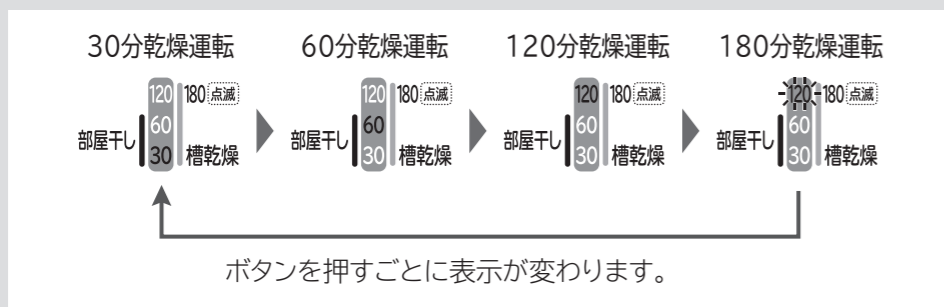 30分乾燥運転 60分乾燥運転 120分乾燥運転 180分乾燥運転
120 180 点滅 120 180 点滅 120 180 点滅 120 180 点滅
部屋干し 60 部屋干し 60 部屋干し 60 部屋干し 60
30 槽乾燥 30 槽乾燥 30 槽乾燥 30 槽乾燥
ボタンを押すごとに表示が変わります。